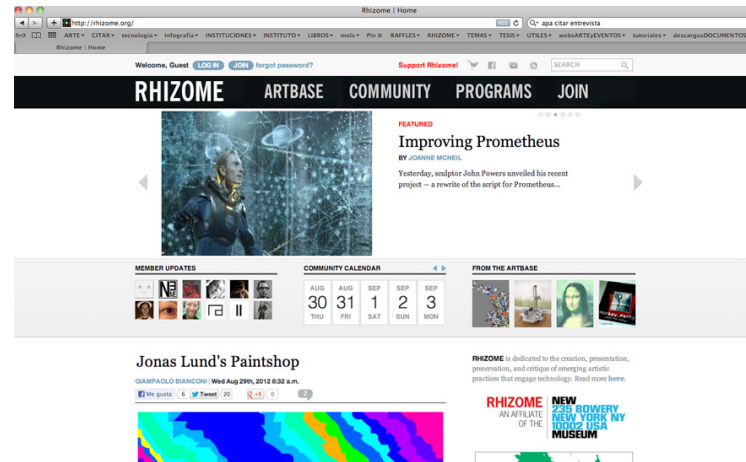 Rhizome | Home
http://rhizome.org/
RSS
apa citar entrevista
ARTE CITAR tecnologia Infografía INSTITUCIONES INSTITUTO LIBROS mola Pin It RAFFLES RHIZOME TEMAS TESIS UTILES websARTEyEVENTOS tutoriales descargasDOCUMENTOS
Rhizome | Home
Welcome, Guest LOG IN JOIN forgot password?
Support Rhizome!
SEARCH
RHIZOME ARTBASE COMMUNITY PROGRAMS JOIN
FEATURED
Improving Prometheus
BY JOANNE MCNEIL
Yesterday, sculptor John Powers unveiled his recent
project — a rewrite of the script for Prometheus...
MEMBER UPDATES
COMMUNITY CALENDAR
AUG AUG SEP SEP SEP
30 31 1 2 3
THU FRI SAT SUN MON
FROM THE ARTBASE
Jonas Lund's Paintshop
GIAMPAOLO BIANCONI | Wed Aug 29th, 2012 8:32 a.m.
Me gusta 6 Tweet 20 +1 0
RHIZOME is dedicated to the creation, presentation,
preservation, and critique of emerging artistic
practices that engage technology. Read more here.
RHIZOME
AN AFFILIATE
OF THE
NEW
235 BOWERY
NEW YORK NY
10002 USA
MUSEUM